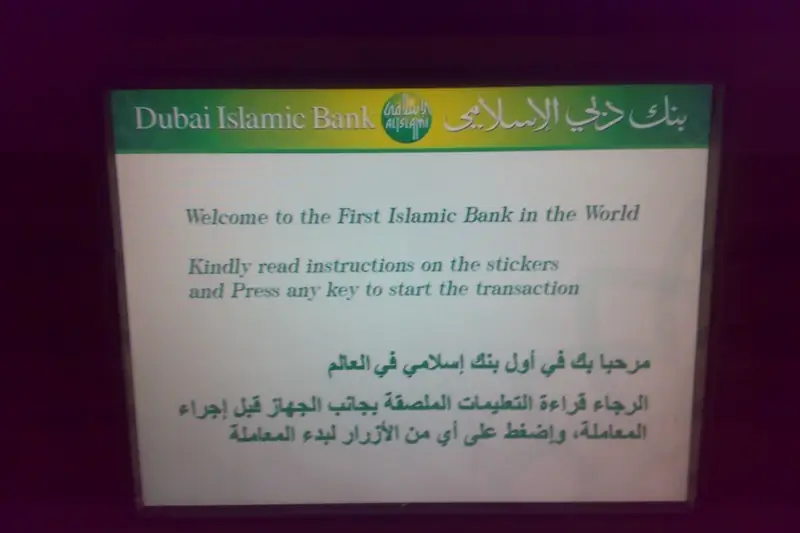 Dubai Islamic Bank الإسلامي ALISLAMI بنك دبي الإسلامي
Welcome to the First Islamic Bank in the World
Kindly read instructions on the stickers
and Press any key to start the transaction
مرحبا بك في أول بنك إسلامي في العالم
الرجاء قراءة التعليمات الملصقة بجانب الجهاز قبل إجراء
المعاملة، وإضغط على أي من الأزرار لبدء المعاملة